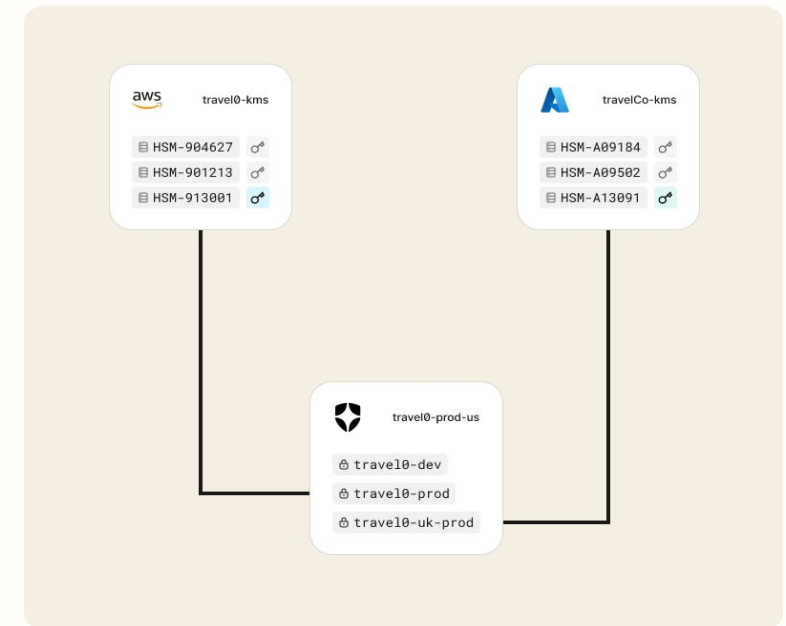 aws travel0-kms
HSM-904627
HSM-901213
HSM-913001
travelCo-kms
HSM-A09184
HSM-A09502
HSM-A13091
travel0-prod-us
travel0-dev
travel0-prod
travel0-uk-prod